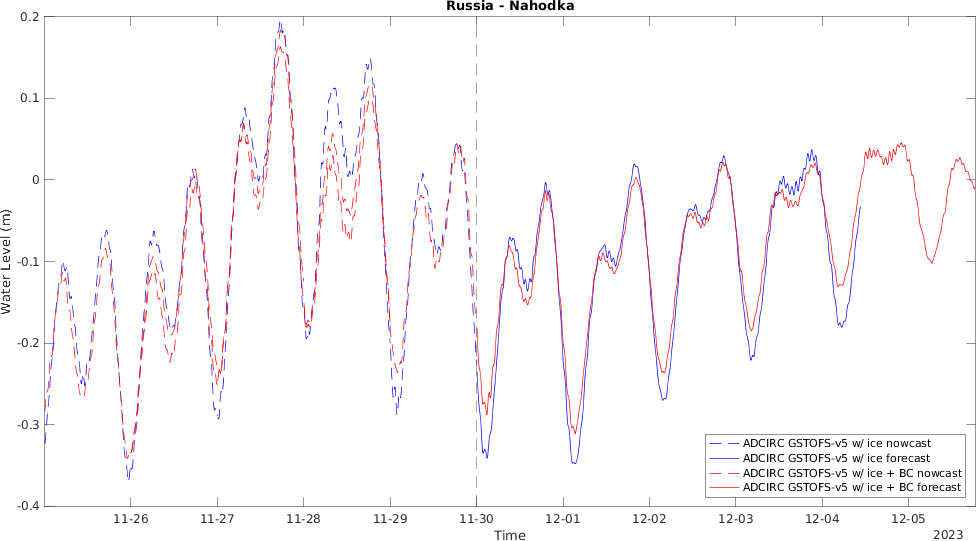 Russia - Nahodka
Water Level (m)
0.2
0.1
0
-0.1
-0.2
-0.3
-0.4
ADCIRC GSTOFS-v5 w/ ice nowcast
ADCIRC GSTOFS-v5 w/ ice forecast
ADCIRC GSTOFS-v5 w/ ice + BC nowcast
ADCIRC GSTOFS-v5 w/ ice + BC forecast
11-26 11-27 11-28 11-29 11-30 12-01 12-02 12-03 12-04 12-05
Time
2023